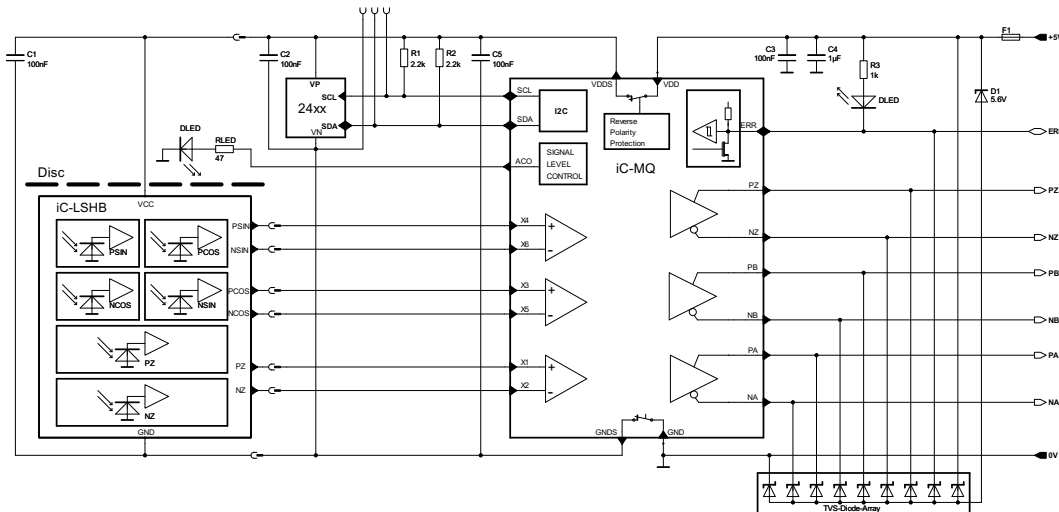 C1
100nF
C2
100nF
R1
2.2k
R2
2.2k
C5
100nF
VDDS
VDD
C3
100nF
C4
1µF
R3
1k
F1
+5V
VP
24xx
SCL
SDA
VN
SCL
SDA
I2C
Reverse
Polarity
Protection
iC-MQ
ERR
DLED
D1
5.6V
DLED
RLED
47
ACO
SIGNAL
LEVEL
CONTROL
Disc
VCC
iC-LSHB
PSIN
PCOS
NCOS
NSIN
PZ
NZ
GND
PSIN
NSIN
PCOS
NCOS
PZ
NZ
X4
X6
X3
X5
X1
X2
+
-
+
-
+
-
PZ
NZ
PB
NB
PA
NA
GNDS
GND
ER
PZ
NZ
PB
NB
PA
NA
0V
TVS-Diode-Array